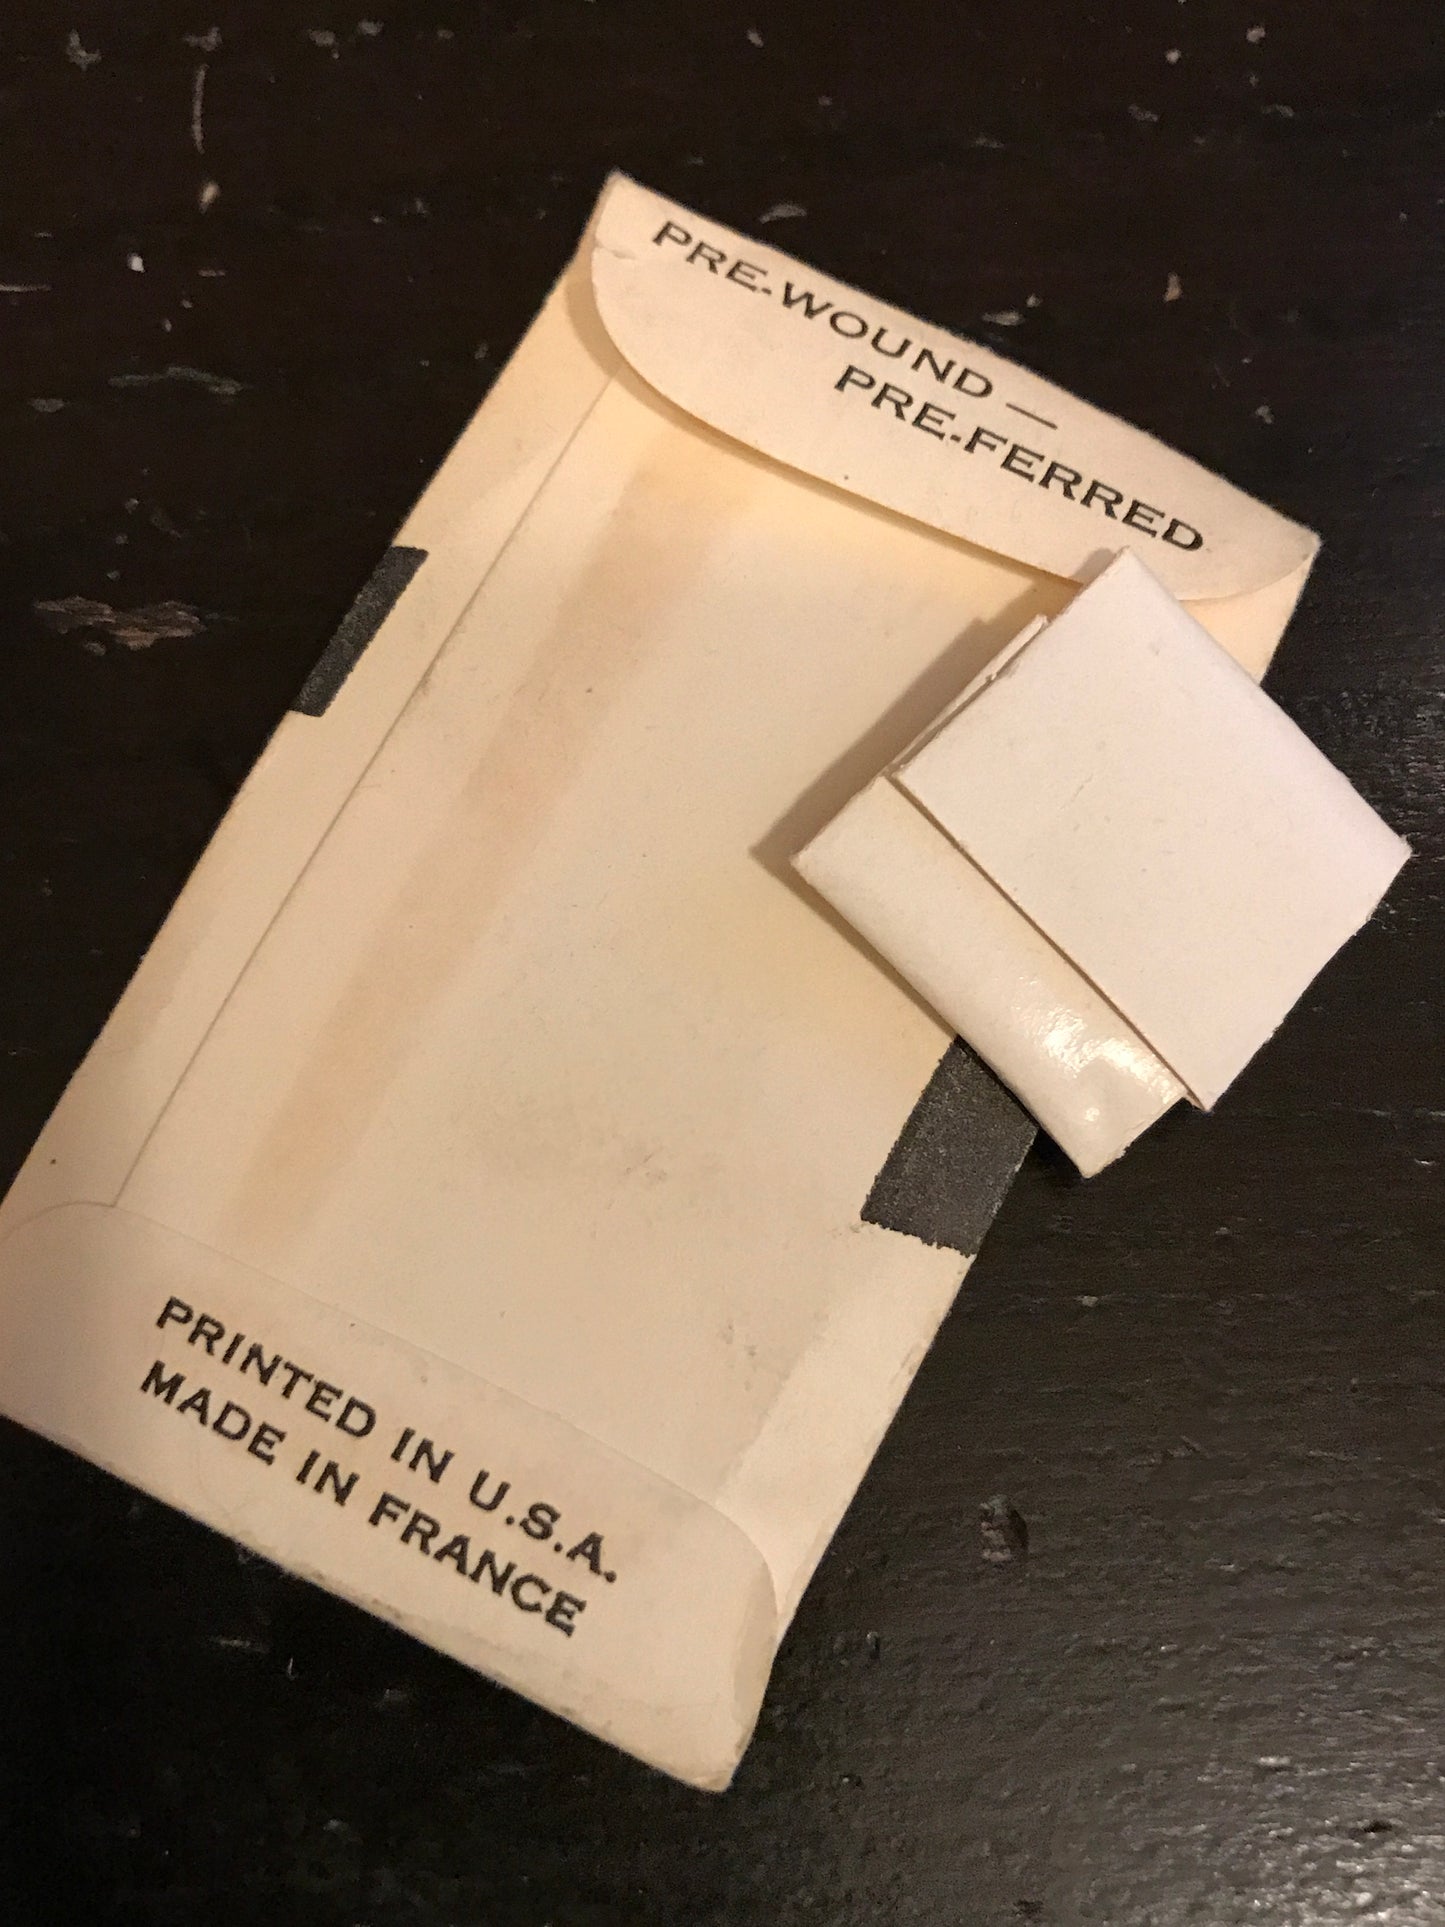 PRE-WOUND —
PRE-FERRED
PRINTED IN U.S.A.
MADE IN FRANCE